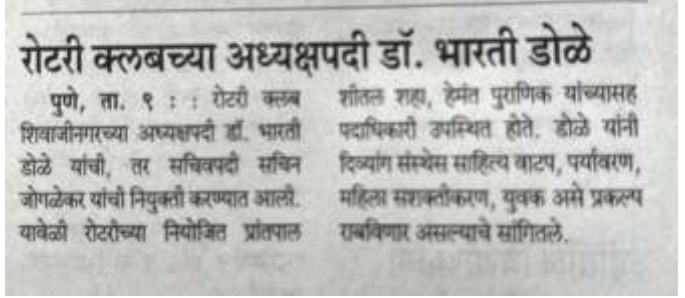 रोटरी क्लबच्या अध्यक्षपदी डॉ. भारती डोळे
पुणे, ता. ९ : : रोटरी क्लब
शिवाजीनगरच्या अध्यक्षपदी डॉ. भारती
डोळे यांची, तर सचिवपदी सचिन
जोगळेकर यांची नियुक्ती करण्यात आली.
यावेळी रोटरीच्या नियोजित प्रांतपाल
शीतल शहा, हेमंत पुराणिक यांच्यासह
पदाधिकारी उपस्थित होते. डोळे यांनी
दिव्यांग संस्थेस साहित्य वाटप, पर्यावरण,
महिला सशक्तीकरण, युवक असे प्रकल्प
राबविणार असल्याचे सांगितले.